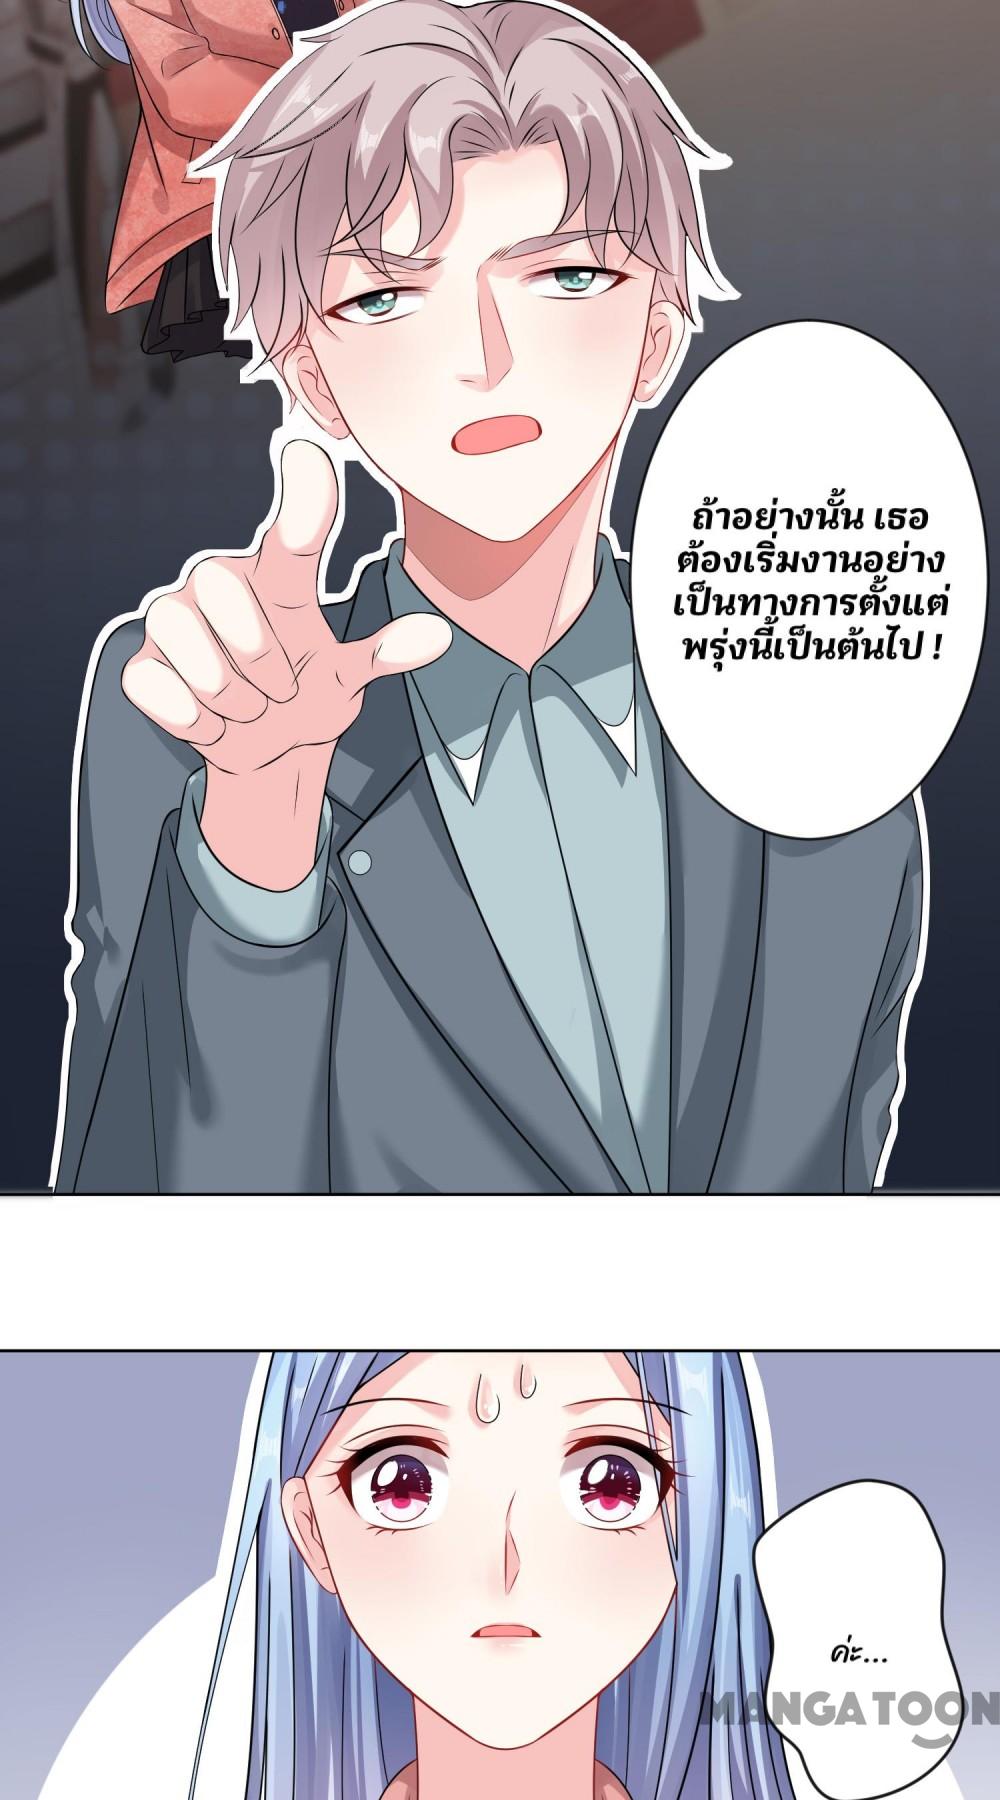 ถ้าอย่างนั้น เธอ
ต้องเริ่มงานอย่าง
เป็นทางการตั้งแต่
พรุ่งนี้เป็นต้นไป !
ค่ะ...
MANGATOON